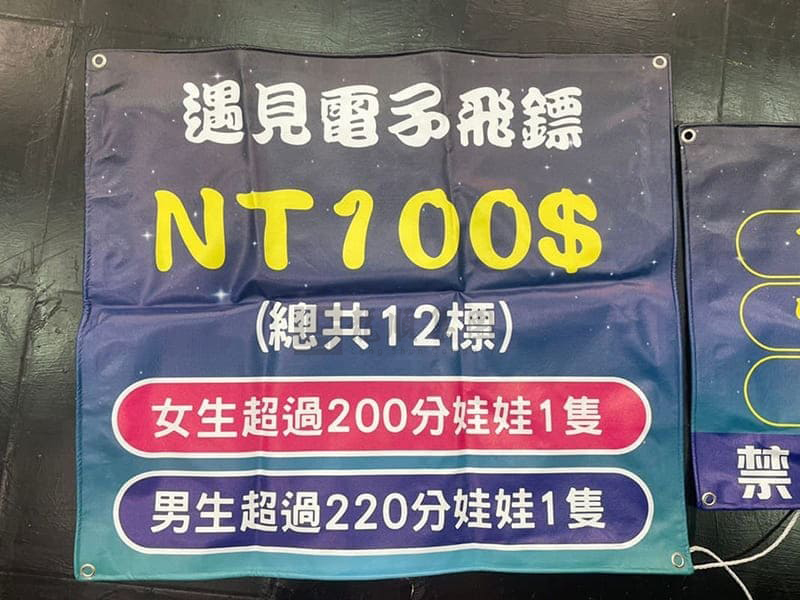 遇見電子飛鏢
NT100$
(總共12標)
女生超過200分娃娃1隻
男生超過220分娃娃1隻
禁